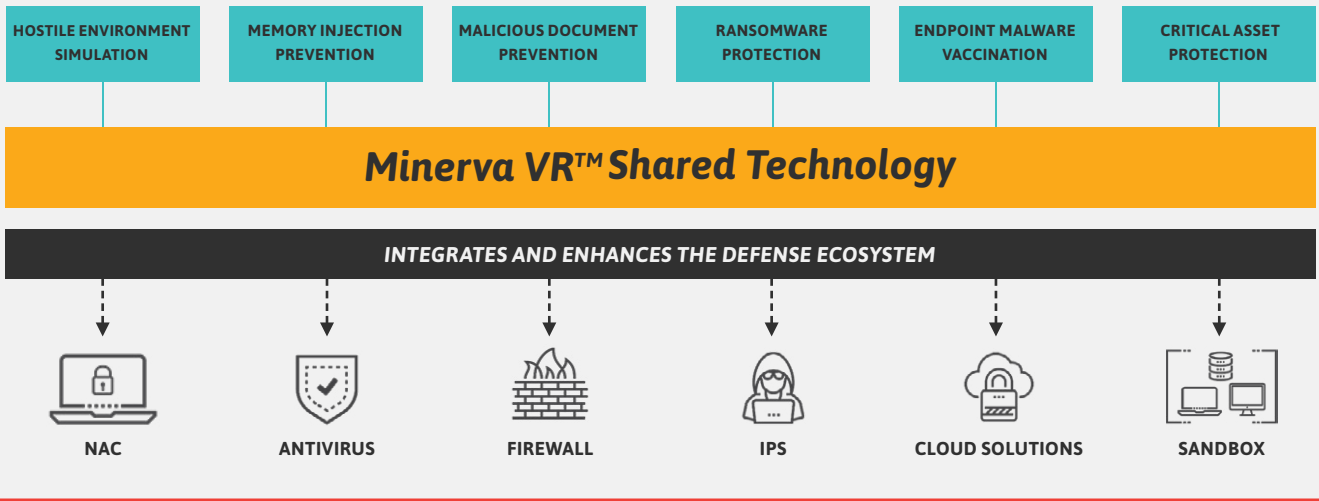 HOSTILE ENVIRONMENT
SIMULATION
MEMORY INJECTION
PREVENTION
MALICIOUS DOCUMENT
PREVENTION
RANSOMWARE
PROTECTION
ENDPOINT MALWARE
VACCINATION
CRITICAL ASSET
PROTECTION
Minerva VR™ Shared Technology
INTEGRATES AND ENHANCES THE DEFENSE ECOSYSTEM
NAC
ANTIVIRUS
FIREWALL
IPS
CLOUD SOLUTIONS
SANDBOX